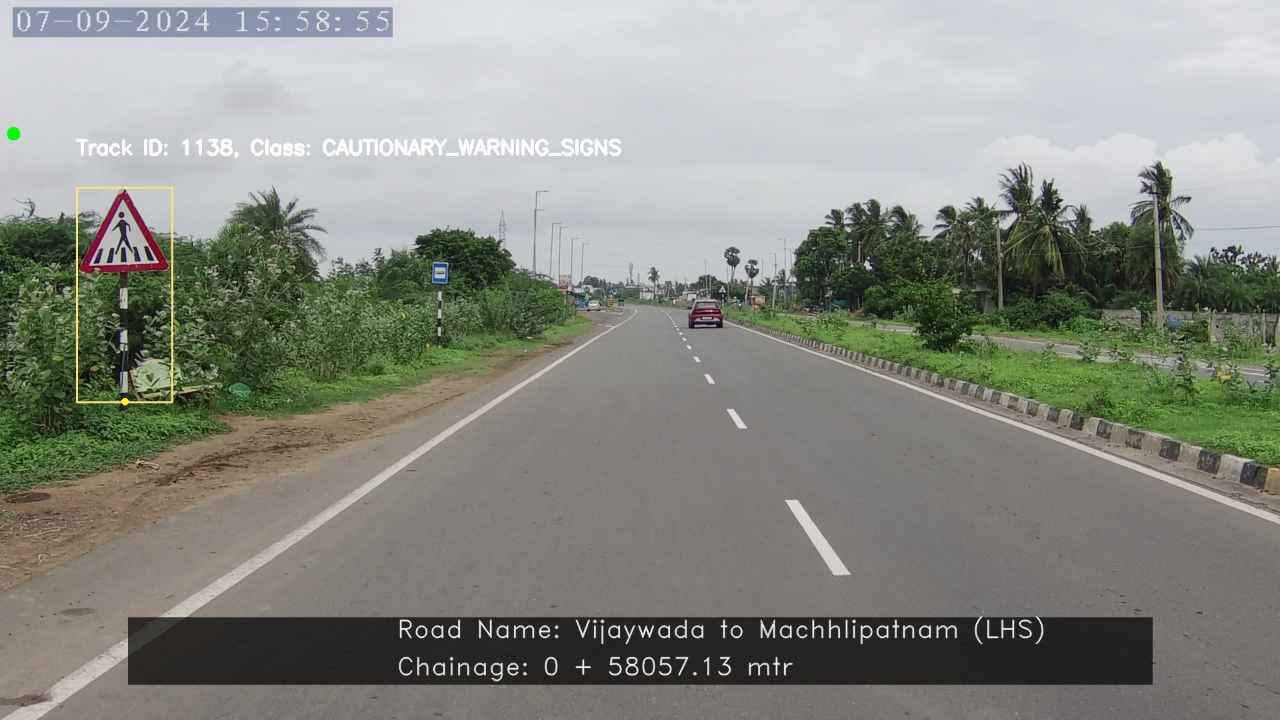 07-09-2024 15:58:55
Track ID: 1138, Class: CAUTIONARY_WARNING_SIGNS
Road Name: Vijaywada to Machhlipatnam (LHS)
Chainage: 0 + 58057.13 mtr